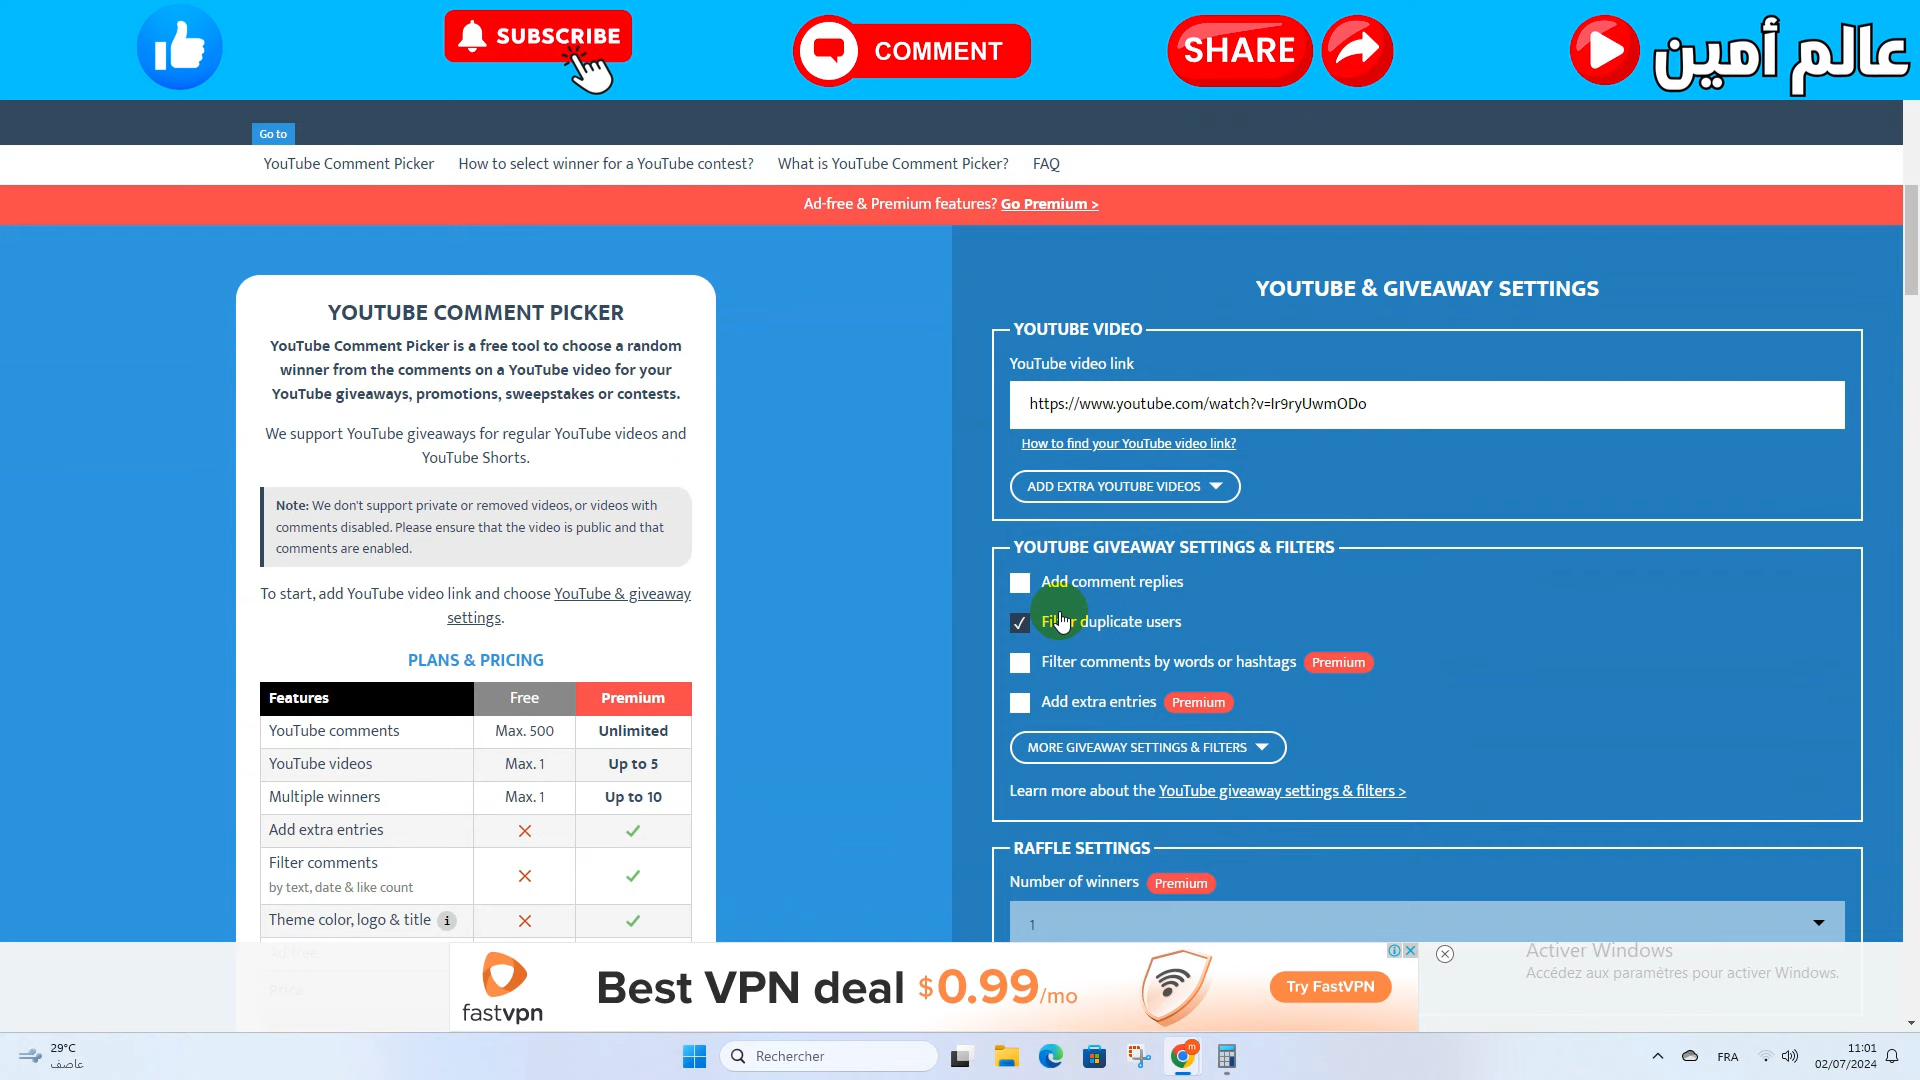 SUBSCRIBE
COMMENT
SHARE
عالم أمين
Go to
YouTube Comment Picker How to select winner for a YouTube contest? What is YouTube Comment Picker? FAQ
Ad-free & Premium features? Go Premium >
YOUTUBE COMMENT PICKER
YouTube Comment Picker is a free tool to choose a random
winner from the comments on a YouTube video for your
YouTube giveaways, promotions, sweepstakes or contests.
We support YouTube giveaways for regular YouTube videos and
YouTube Shorts.
Note: We don't support private or removed videos, or videos with
comments disabled. Please ensure that the video is public and that
comments are enabled.
To start, add YouTube video link and choose YouTube & giveaway
settings.
PLANS & PRICING
Features Free Premium
YouTube comments Max. 500 Unlimited
YouTube videos Max. 1 Up to 5
Multiple winners Max. 1 Up to 10
Add extra entries
Filter comments
by text, date & like count
Theme color, logo & title i
Ad-free
Price
YOUTUBE & GIVEAWAY SETTINGS
YOUTUBE VIDEO
YouTube video link
https://www.youtube.com/watch?v=Ir9ryUwmODo
How to find your YouTube video link?
ADD EXTRA YOUTUBE VIDEOS
YOUTUBE GIVEAWAY SETTINGS & FILTERS
Add comment replies
Filter duplicate users
Filter comments by words or hashtags Premium
Add extra entries Premium
MORE GIVEAWAY SETTINGS & FILTERS
Learn more about the YouTube giveaway settings & filters >
RAFFLE SETTINGS
Number of winners Premium
1
fastvpn
Best VPN deal $0.99/mo
Try FastVPN
Activer Windows
Accédez aux paramètres pour activer Windows.
29°C
عاصف
Rechercher
m
FRA
11:01
02/07/2024